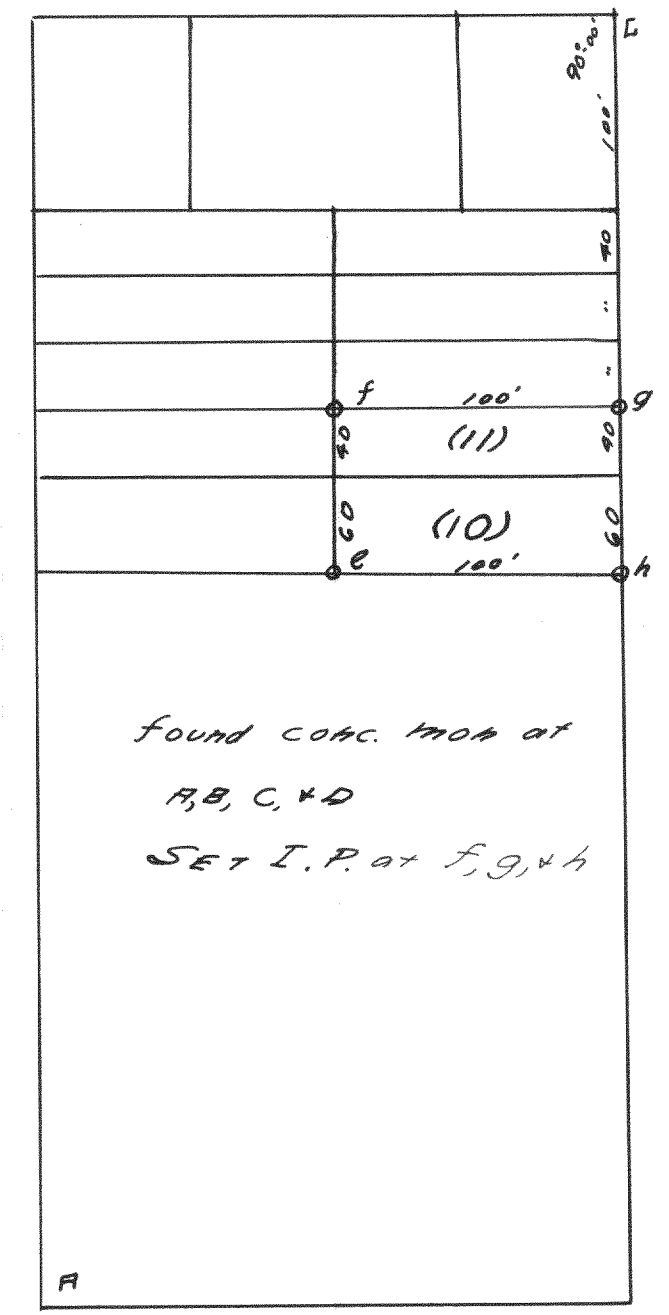 C
90°00'
100'
40
"
"
f 100' g
40 (11) 40
60 (10) 60
e 100' h
found conc. mon at
A, B, C, & D
SET I.P. at f, g, & h
A